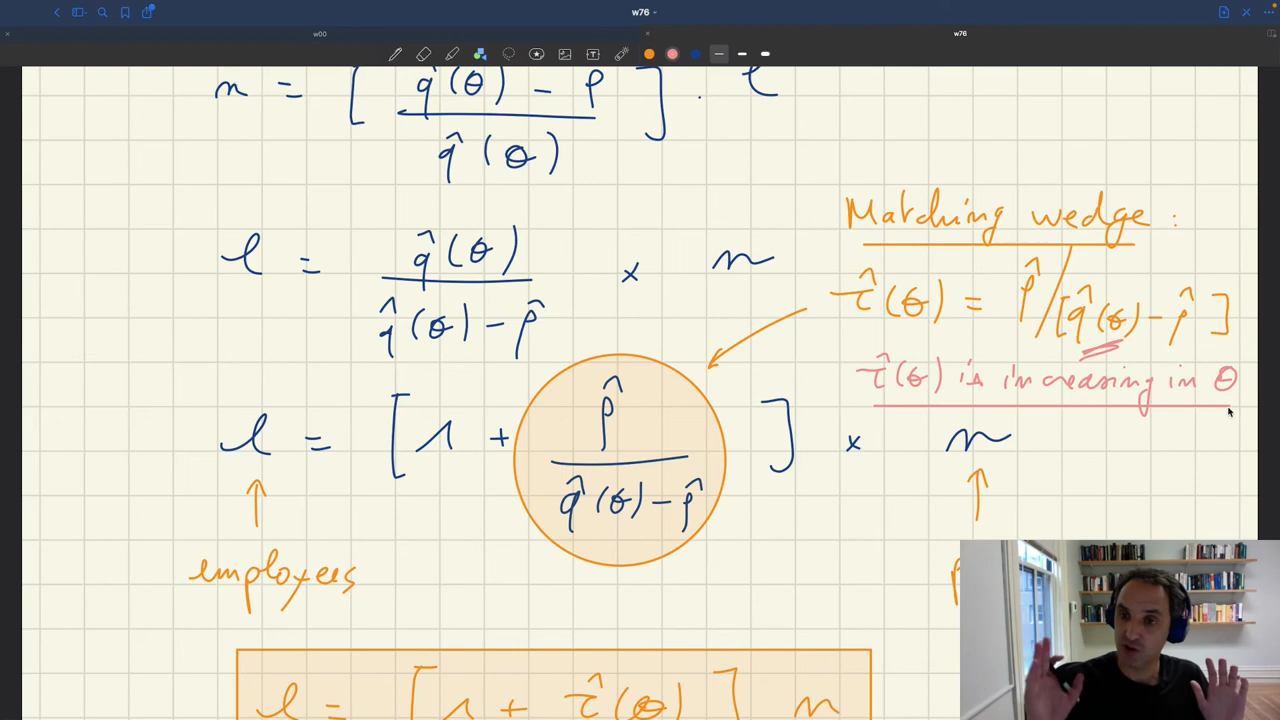 w76
w00
w76
n = [ (q̂(θ) - ρ) / q̂(θ) ] . l
l = q̂(θ) / (q̂(θ) - ρ̂) × n
Matching wedge :
τ̂(θ) = ρ̂/[q̂(θ) - ρ̂]
τ̂(θ) is increasing in θ
l = [ 1 + ρ̂ / (q̂(θ) - ρ̂) ] × n
employees
l = [ 1 + τ̂(θ) ] n